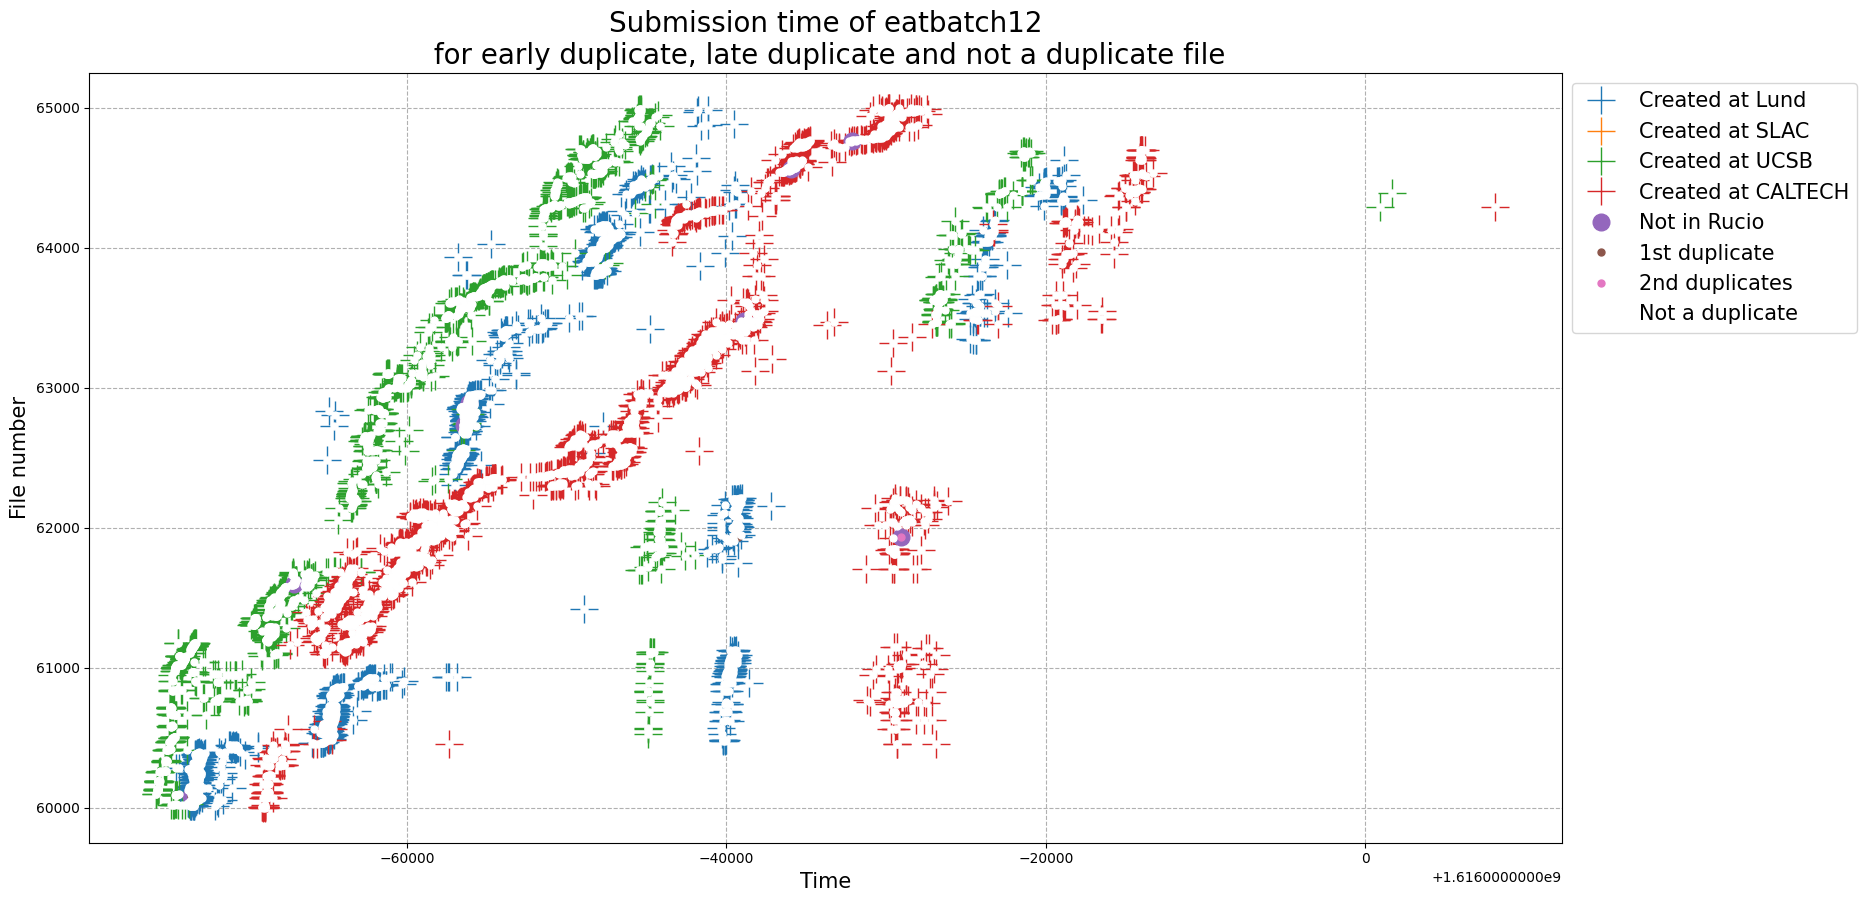 Submission time of eatbatch12
for early duplicate, late duplicate and not a duplicate file
File number
65000
64000
63000
62000
61000
60000
−60000
−40000
−20000
0
+1.6160000000e9
Time
Created at Lund
Created at SLAC
Created at UCSB
Created at CALTECH
Not in Rucio
1st duplicate
2nd duplicates
Not a duplicate